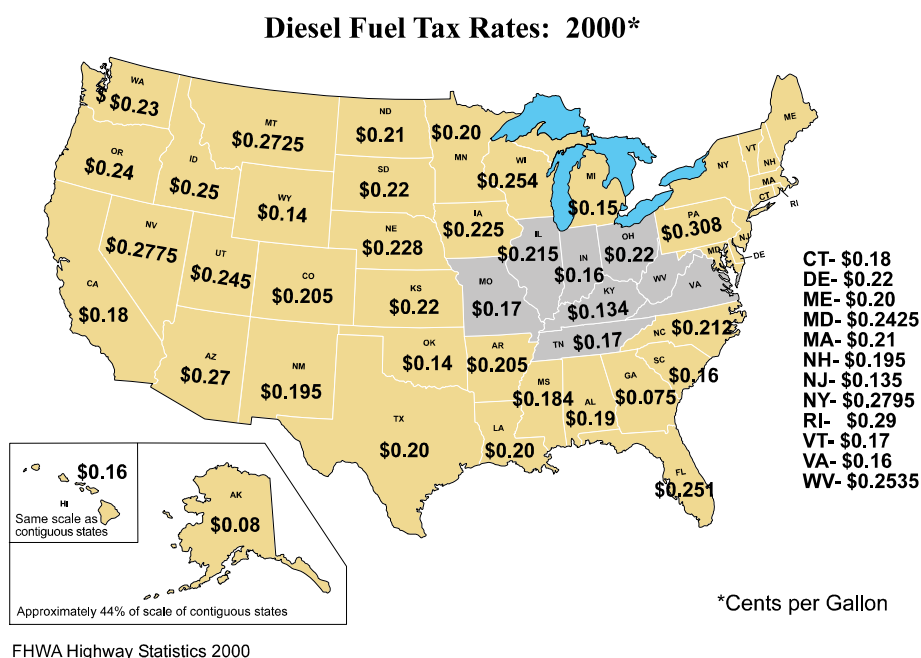 Diesel Fuel Tax Rates: 2000*
WA
$ $0.23
MT
$0.2725
ND
$0.21
$0.20
MN
ME
OR
$0.24
ID
$0.25
SD
$0.22
WI
$0.254
MI
$0.15
NY
VT
NH
MA
CT
RI
WY
$0.14
IA
$0.225
PA
$0.308
NJ
NV
$0.2775
UT
$0.245
NE
$0.228
IL
$0.215
IN
$0.16
OH
$0.22
MD
DE
CA
$0.18
CO
$0.205
KS
$0.22
MO
$0.17
KY
$0.134
WV
VA
AZ
$0.27
NM
$0.195
OK
$0.14
AR
$0.205
TN $0.17
NC $0.212
SC
$0.16
TX
$0.20
LA
$0.20
MS
$0.184
AL
$0.19
GA
$0.075
FL
$0.251
CT- $0.18
DE- $0.22
ME- $0.20
MD- $0.2425
MA- $0.21
NH- $0.195
NJ- $0.135
NY- $0.2795
RI- $0.29
VT- $0.17
VA- $0.16
WV- $0.2535
$0.16
HI
Same scale as
contiguous states
AK
$0.08
Approximately 44% of scale of contiguous states
*Cents per Gallon
FHWA Highway Statistics 2000